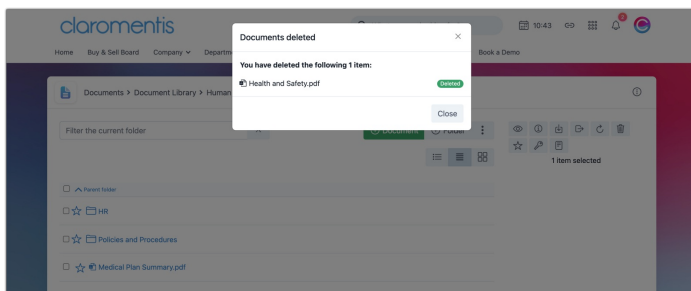 claromentis
10:43
Home Buy & Sell Board Company Book a Demo
Documents deleted
You have deleted the following 1 item:
Health and Safety.pdf Deleted
Close
Documents > Document Library > Human
Filter the current folder
Document Folder
1 item selected
Parent folder
HR
Policies and Procedures
Medical Plan Summary.pdf